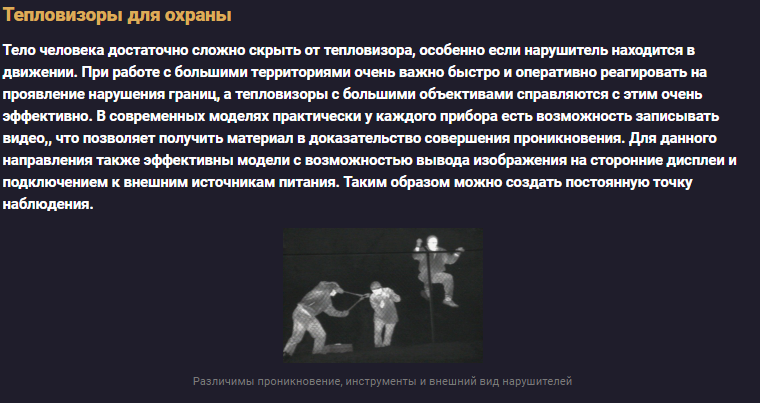 Тепловизоры для охраны
Тело человека достаточно сложно скрыть от тепловизора, особенно если нарушитель находится в
движении. При работе с большими территориями очень важно быстро и оперативно реагировать на
проявление нарушения границ, а тепловизоры с большими объективами справляются с этим очень
эффективно. В современных моделях практически у каждого прибора есть возможность записывать
видео,, что позволяет получить материал в доказательство совершения проникновения. Для данного
направления также эффективны модели с возможностью вывода изображения на сторонние дисплеи и
подключением к внешним источникам питания. Таким образом можно создать постоянную точку
наблюдения.
Различимы проникновение, инструменты и внешний вид нарушителей